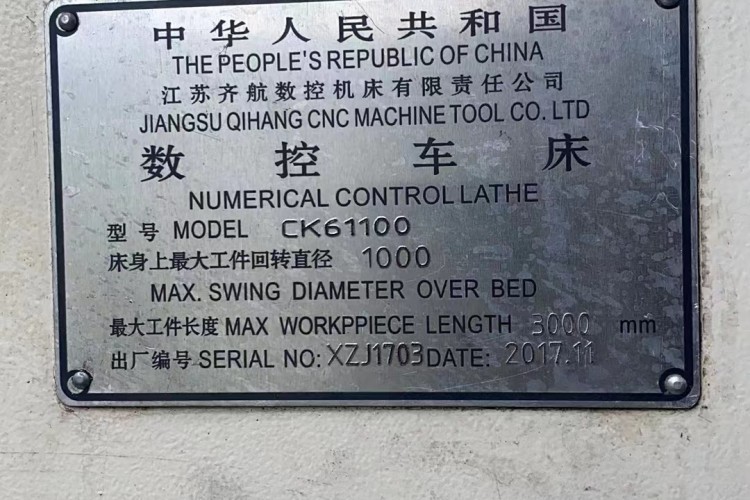 中华人民共和国
THE PEOPLE'S REPUBLIC OF CHINA
江苏齐航数控机床有限责任公司
JIANGSU QIHANG CNC MACHINE TOOL CO. LTD
数控车床
NUMERICAL CONTROL LATHE
型号 MODEL CK61100
床身上最大工件回转直径 1000
MAX. SWING DIAMETER OVER BED
最大工件长度 MAX WORKPPIECE LENGTH 3000 mm
出厂编号 SERIAL NO: XZJ1703 DATE: 2017.11